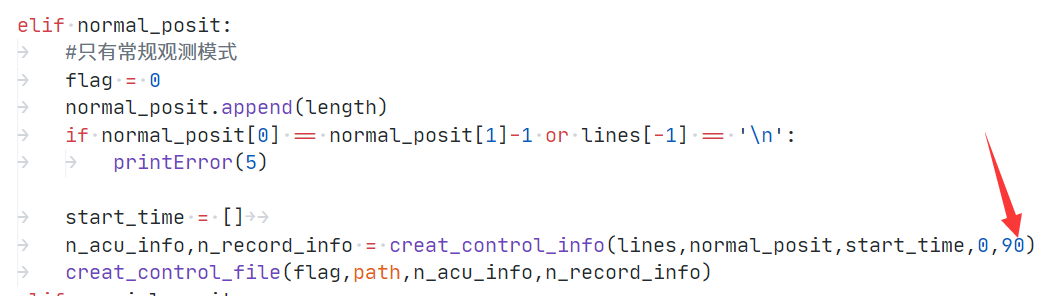 elif normal_posit:
#只有常规观测模式
flag = 0
normal_posit.append(length)
if normal_posit[0] == normal_posit[1]-1 or lines[-1] == '\n':
printError(5)
start_time = []
n_acu_info,n_record_info = creat_control_info(lines,normal_posit,start_time,0,90)
creat_control_file(flag,path,n_acu_info,n_record_info)